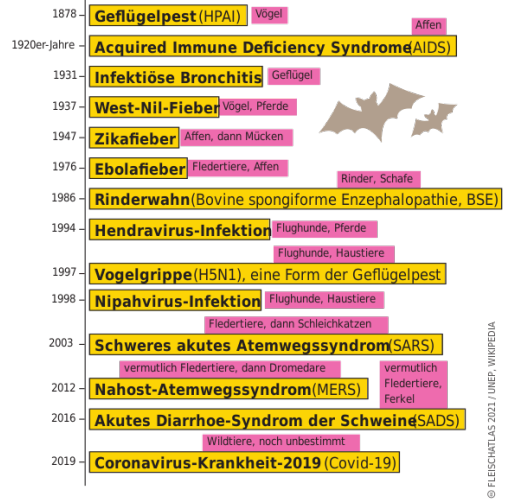 1878
Geflügelpest (HPAI)
Vögel
Affen
1920er-Jahre
Acquired Immune Deficiency Syndrome (AIDS)
1931
Infektiöse Bronchitis
Geflügel
1937
West-Nil-Fieber
Vögel, Pferde
1947
Zikafieber
Affen, dann Mücken
1976
Ebolafieber
Fledertiere, Affen
Rinder, Schafe
1986
Rinderwahn (Bovine spongiforme Enzephalopathie, BSE)
1994
Hendravirus-Infektion
Flughunde, Pferde
Flughunde, Haustiere
1997
Vogelgrippe (H5N1), eine Form der Geflügelpest
1998
Nipahvirus-Infektion
Flughunde, Haustiere
Fledertiere, dann Schleichkatzen
2003
Schweres akutes Atemwegssyndrom (SARS)
vermutlich Fledertiere, dann Dromedare
2012
Nahost-Atemwegssyndrom (MERS)
vermutlich
Fledertiere,
Ferkel
2016
Akutes Diarrhoe-Syndrom der Schweine (SADS)
Wildtiere, noch unbestimmt
2019
Coronavirus-Krankheit-2019 (Covid-19)
© FLEISCHATLAS 2021 / UNEP, WIKIPEDIA